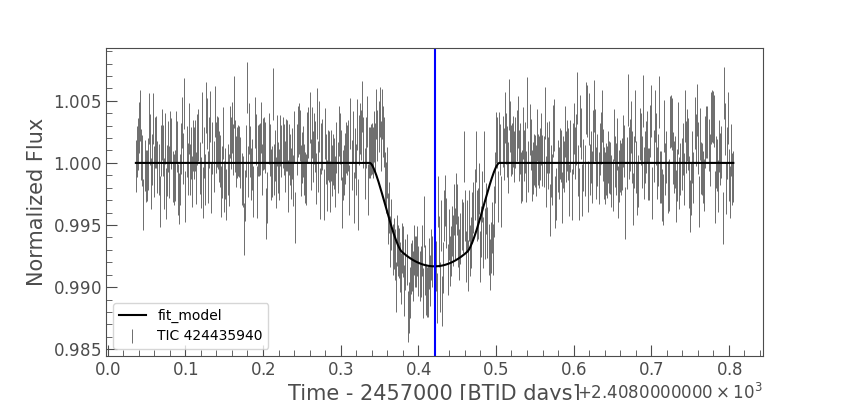 Normalized Flux
1.005
1.000
0.995
0.990
0.985
fit_model
TIC 424435940
0.0 0.1 0.2 0.3 0.4 0.5 0.6 0.7 0.8
Time - 2457000 [BTJD days]
+2.4080000000 × 10³